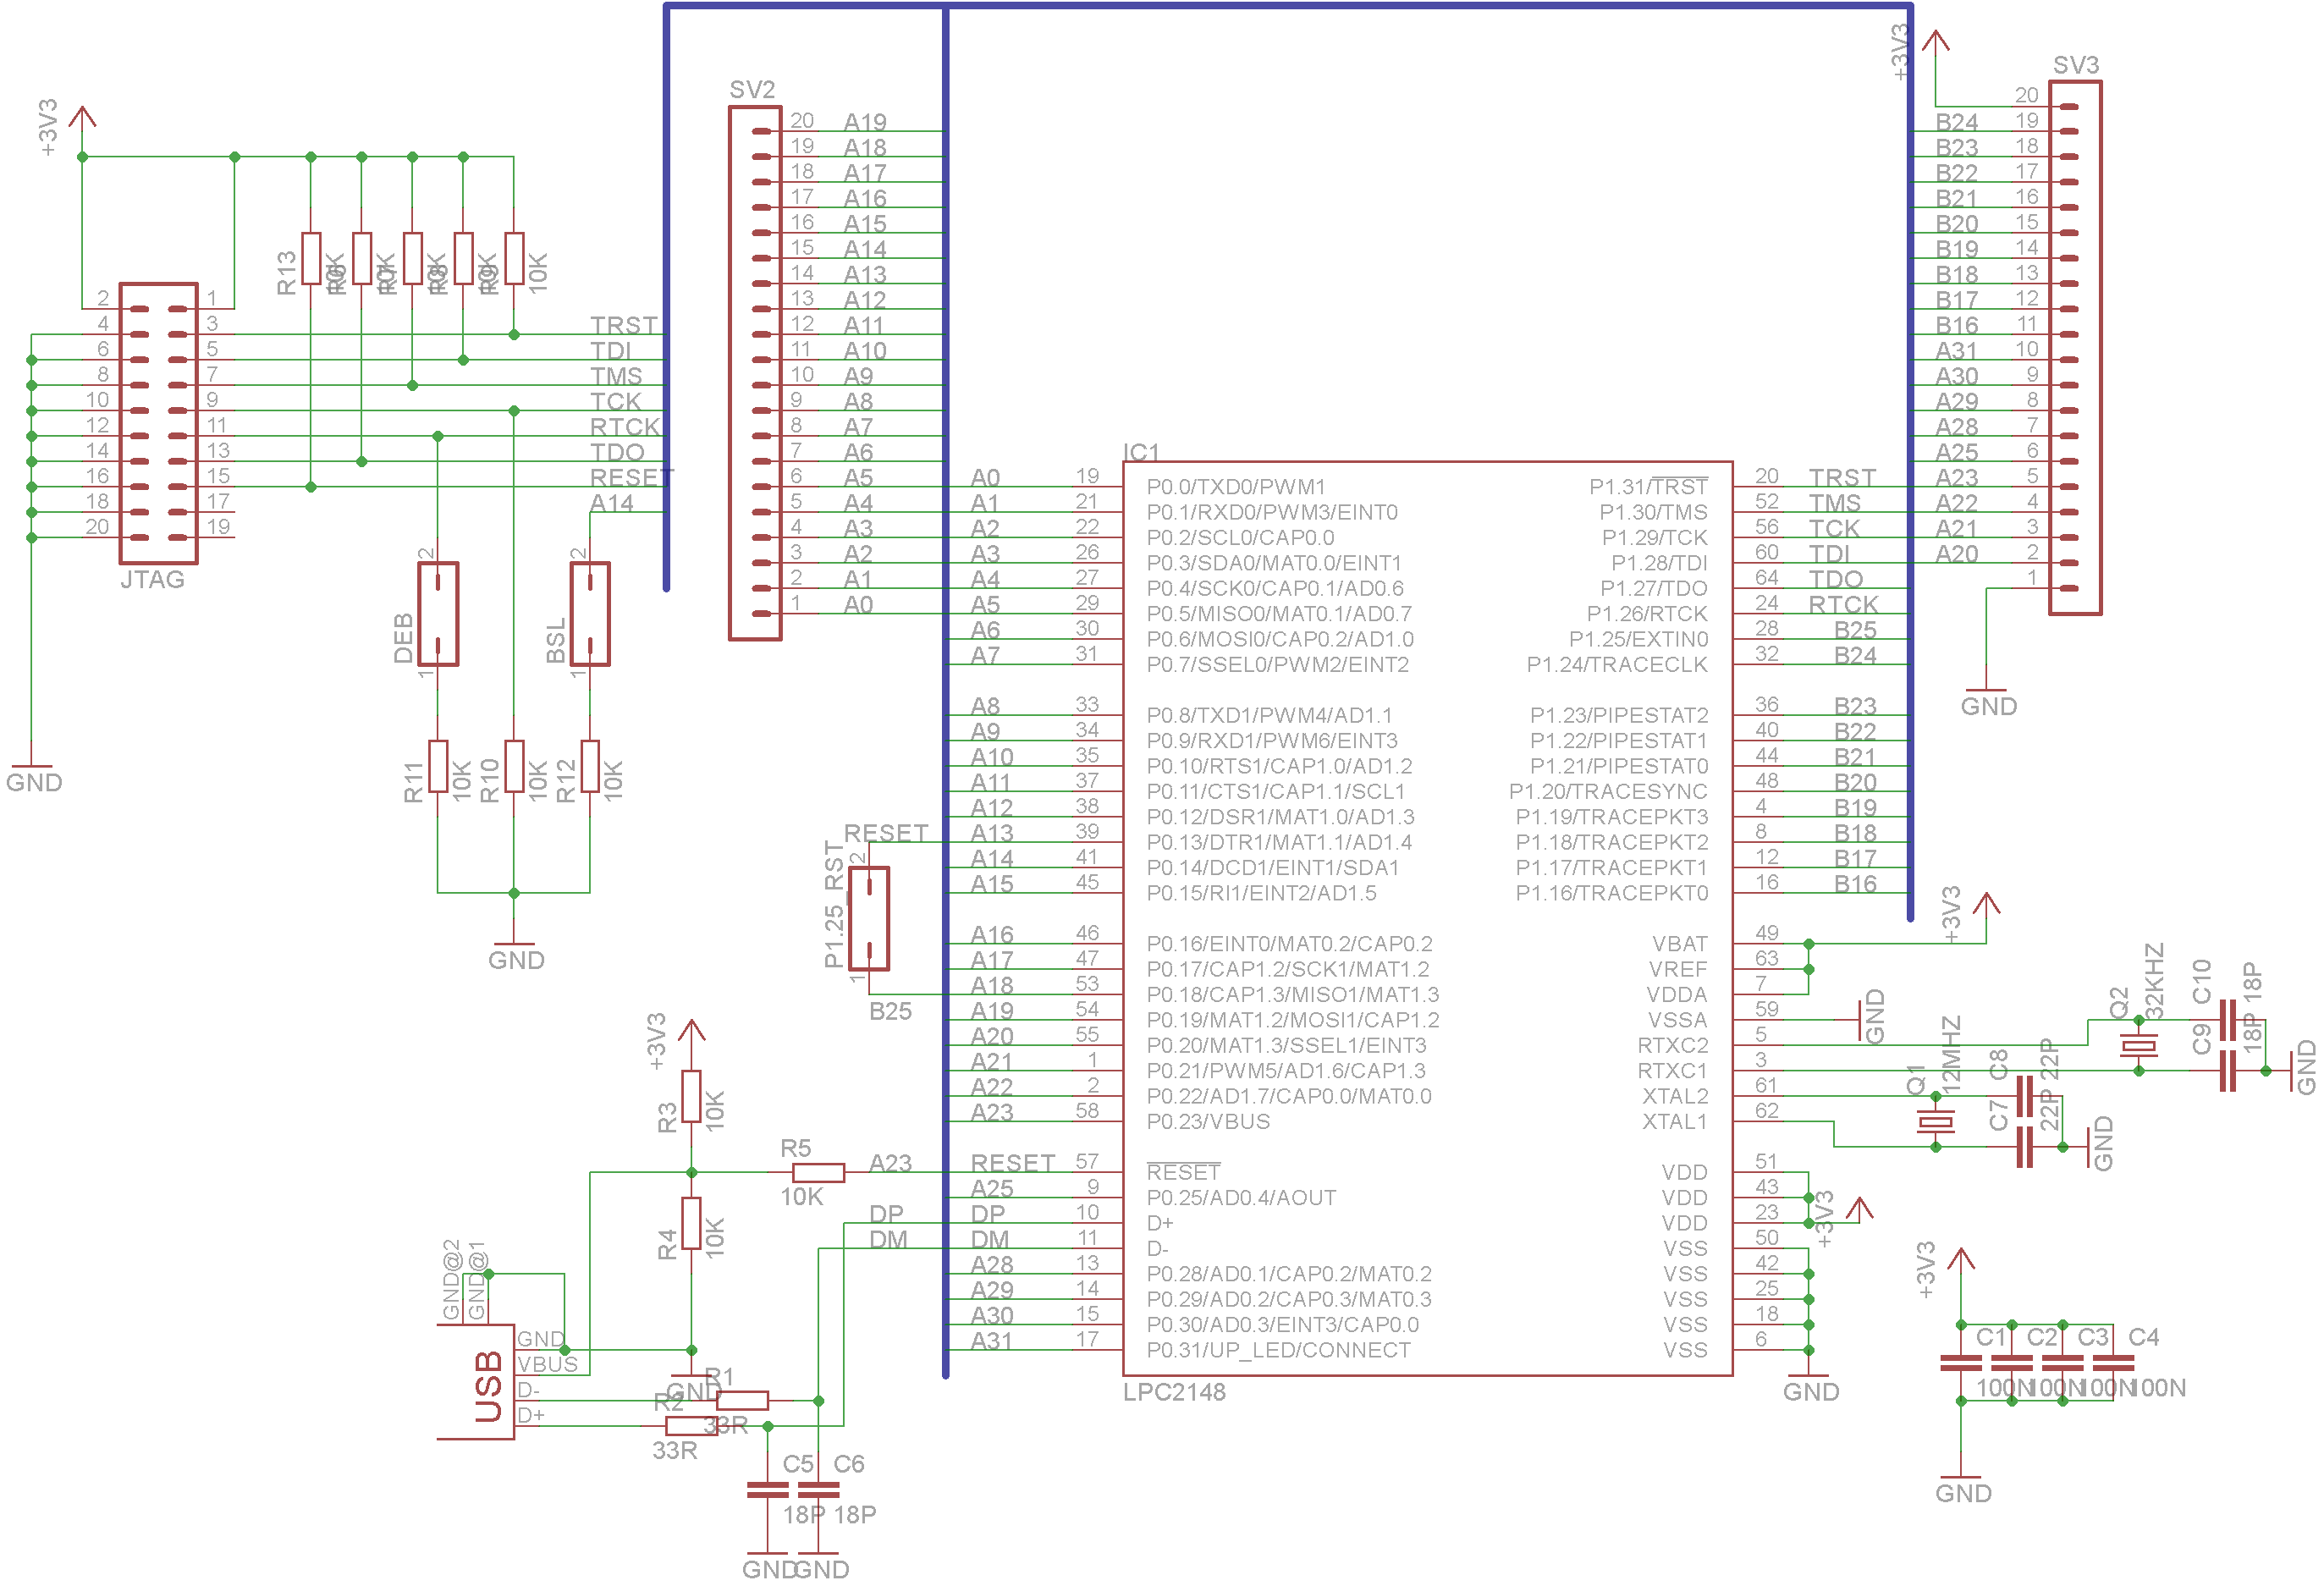 +3V3
JTAG
2 1
4 3
6 5
8 7
10 9
12 11
14 13
16 15
18 17
20 19
GND
R13
R9
10K
TRST
TDI
TMS
TCK
RTCK
TDO
RESET
A14
DEB
2
1
BSL
2
1
R11
10K
R10
10K
R12
10K
GND
SV2
20 A19
19 A18
18 A17
17 A16
16 A15
15 A14
14 A13
13 A12
12 A11
11 A10
10 A9
9 A8
8 A7
7 A6
6 A5
5 A4
4 A3
3 A2
2 A1
1 A0
RESET
P1.25_RST
2
1
B25
+3V3
R3
10K
R4
10K
R5
10K
A23
DP
DM
GND@2
GND@1
USB
GND
VBUS
D-
D+
GND
R1
33R
R2
33R
C5
18P
C6
18P
GND
GND
IC1
A0 19 P0.0/TXD0/PWM1
A1 21 P0.1/RXD0/PWM3/EINT0
A2 22 P0.2/SCL0/CAP0.0
A3 26 P0.3/SDA0/MAT0.0/EINT1
A4 27 P0.4/SCK0/CAP0.1/AD0.6
A5 29 P0.5/MISO0/MAT0.1/AD0.7
A6 30 P0.6/MOSI0/CAP0.2/AD1.0
A7 31 P0.7/SSEL0/PWM2/EINT2
A8 33 P0.8/TXD1/PWM4/AD1.1
A9 34 P0.9/RXD1/PWM6/EINT3
A10 35 P0.10/RTS1/CAP1.0/AD1.2
A11 37 P0.11/CTS1/CAP1.1/SCL1
A12 38 P0.12/DSR1/MAT1.0/AD1.3
A13 39 P0.13/DTR1/MAT1.1/AD1.4
A14 41 P0.14/DCD1/EINT1/SDA1
A15 45 P0.15/RI1/EINT2/AD1.5
A16 46 P0.16/EINT0/MAT0.2/CAP0.2
A17 47 P0.17/CAP1.2/SCK1/MAT1.2
A18 53 P0.18/CAP1.3/MISO1/MAT1.3
A19 54 P0.19/MAT1.2/MOSI1/CAP1.2
A20 55 P0.20/MAT1.3/SSEL1/EINT3
A21 1 P0.21/PWM5/AD1.6/CAP1.3
A22 2 P0.22/AD1.7/CAP0.0/MAT0.0
A23 58 P0.23/VBUS
RESET 57 RESET
A25 9 P0.25/AD0.4/AOUT
DP 10 D+
DM 11 D-
A28 13 P0.28/AD0.1/CAP0.2/MAT0.2
A29 14 P0.29/AD0.2/CAP0.3/MAT0.3
A30 15 P0.30/AD0.3/EINT3/CAP0.0
A31 17 P0.31/UP_LED/CONNECT
LPC2148
P1.31/TRST 20 TRST
P1.30/TMS 52 TMS
P1.29/TCK 56 TCK
P1.28/TDI 60 TDI
P1.27/TDO 64 TDO
P1.26/RTCK 24 RTCK
P1.25/EXTIN0 28 B25
P1.24/TRACECLK 32 B24
P1.23/PIPESTAT2 36 B23
P1.22/PIPESTAT1 40 B22
P1.21/PIPESTAT0 44 B21
P1.20/TRACESYNC 48 B20
P1.19/TRACEPKT3 4 B19
P1.18/TRACEPKT2 8 B18
P1.17/TRACEPKT1 12 B17
P1.16/TRACEPKT0 16 B16
VBAT 49
VREF 63
VDDA 7
VSSA 59
RTXC2 5
RTXC1 3
XTAL2 61
XTAL1 62
VDD 51
VDD 43
VDD 23
VSS 50
VSS 42
VSS 25
VSS 18
VSS 6
+3V3
GND
+3V3
GND
+3V3
SV3
20
B24 19
B23 18
B22 17
B21 16
B20 15
B19 14
B18 13
B17 12
B16 11
A31 10
A30 9
A29 8
A28 7
A25 6
A23 5
A22 4
A21 3
A20 2
1
GND
Q2
32KHZ
C10
18P
C9
18P
GND
Q1
12MHZ
C8
22P
C7
22P
GND
+3V3
C1 C2 C3 C4
100N 100N 100N 100N
GND